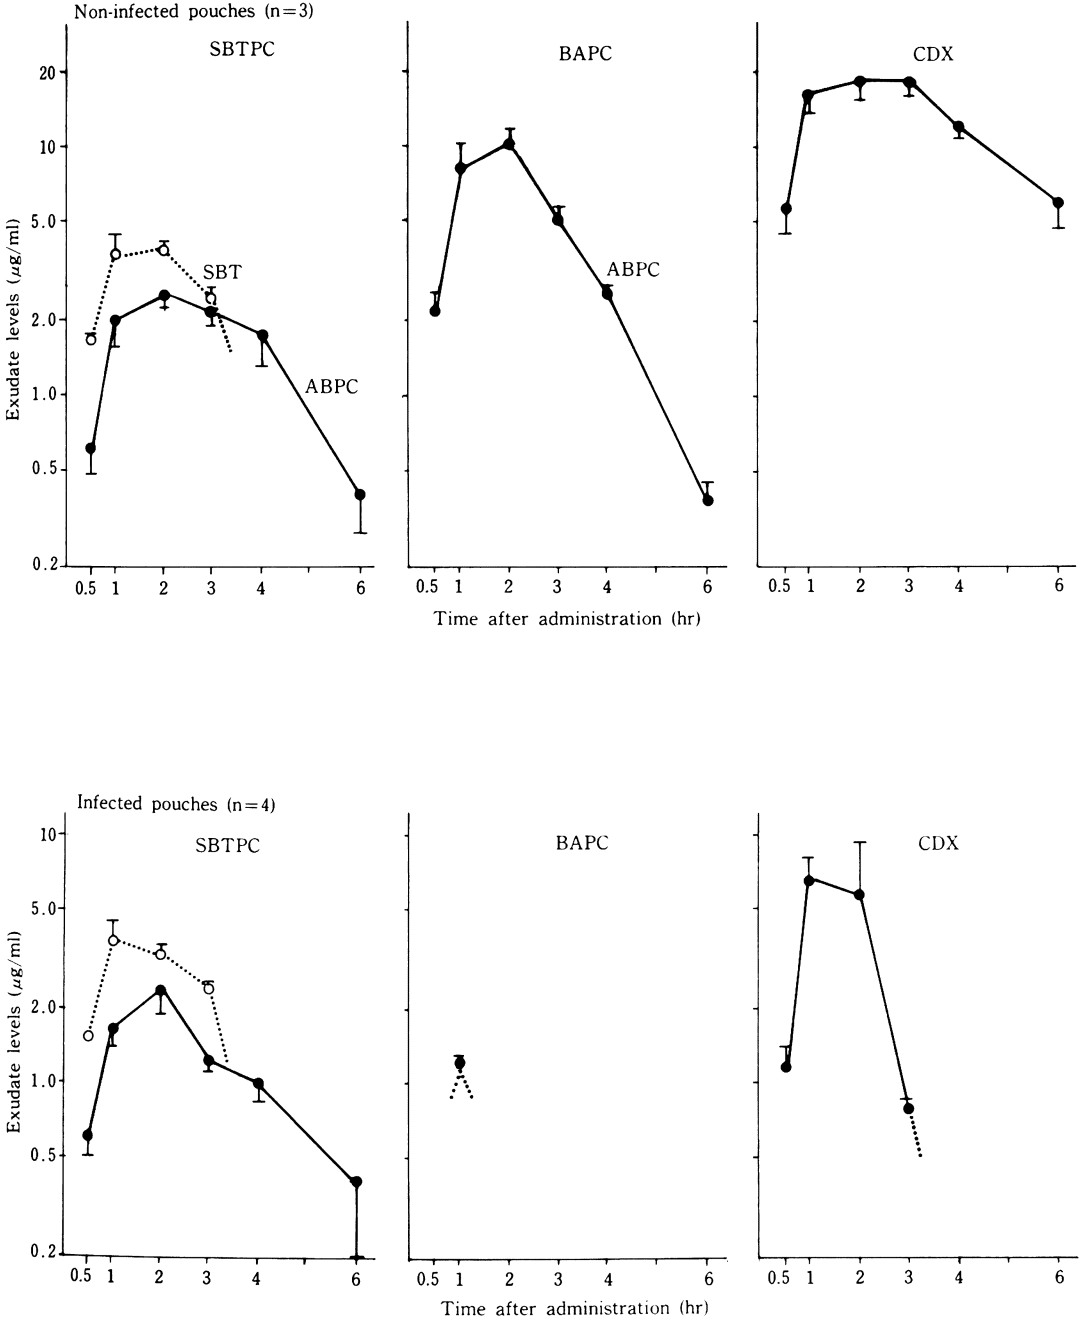 Non-infected pouches (n=3)
SBTPC
BAPC
CDX
20
10
5.0
2.0
1.0
0.5
0.2
Exudate levels (μg/ml)
SBT
ABPC
ABPC
0.5 1 2 3 4 6
0.5 1 2 3 4 6
0.5 1 2 3 4 6
Time after administration (hr)
Infected pouches (n=4)
SBTPC
BAPC
CDX
10
5.0
2.0
1.0
0.5
0.2
Exudate levels (μg/ml)
0.5 1 2 3 4 6
0.5 1 2 3 4 6
0.5 1 2 3 4 6
Time after administration (hr)